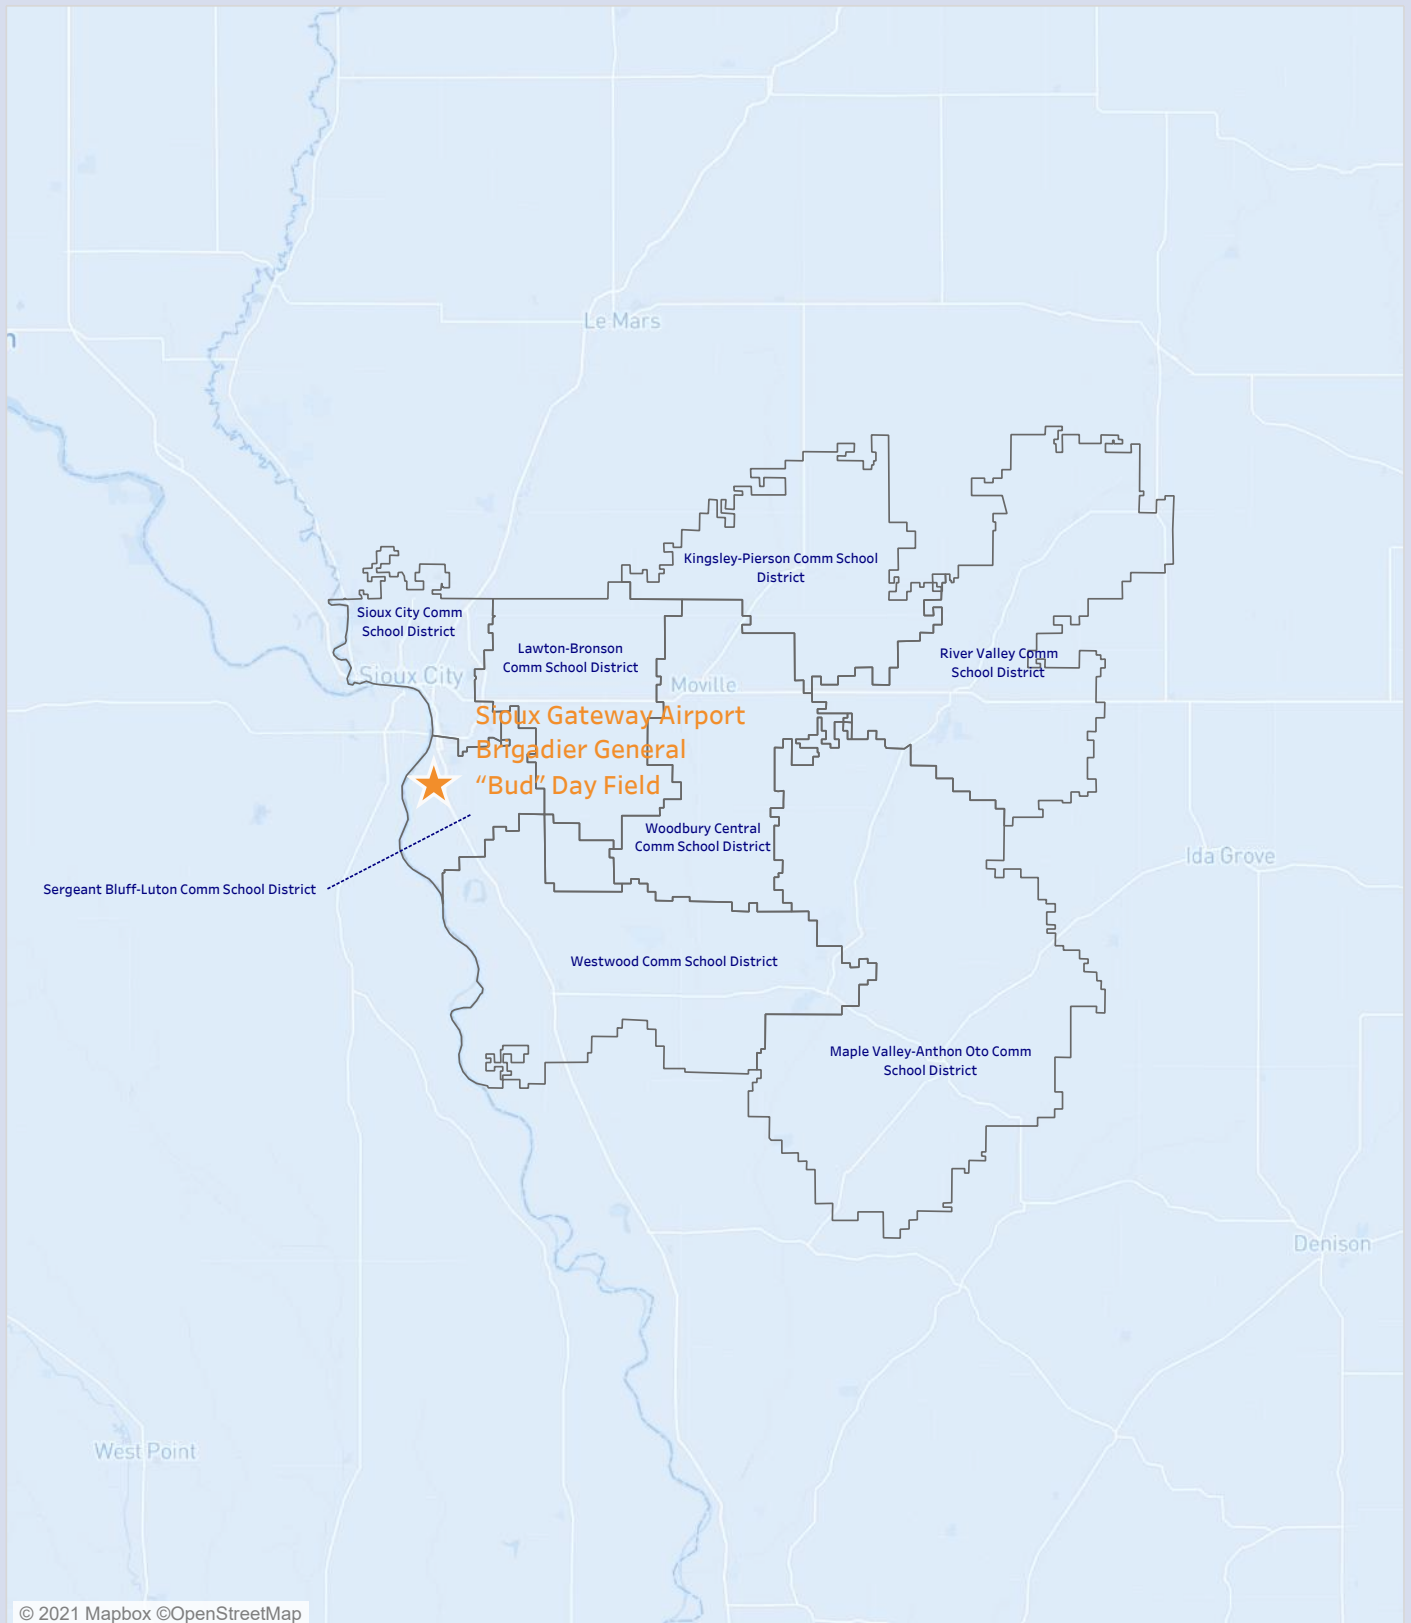 Le Mars
n
Kingsley-Pierson Comm School
District
Sioux City Comm
School District
Lawton-Bronson
Comm School District
River Valley Comm
School District
Sioux City
Moville
Sioux Gateway Airport
Brigadier General
“Bud” Day Field
Woodbury Central
Comm School District
Ida Grove
Sergeant Bluff-Luton Comm School District
Westwood Comm School District
Maple Valley-Anthon Oto Comm
School District
Denison
West Point
© 2021 Mapbox ©OpenStreetMap